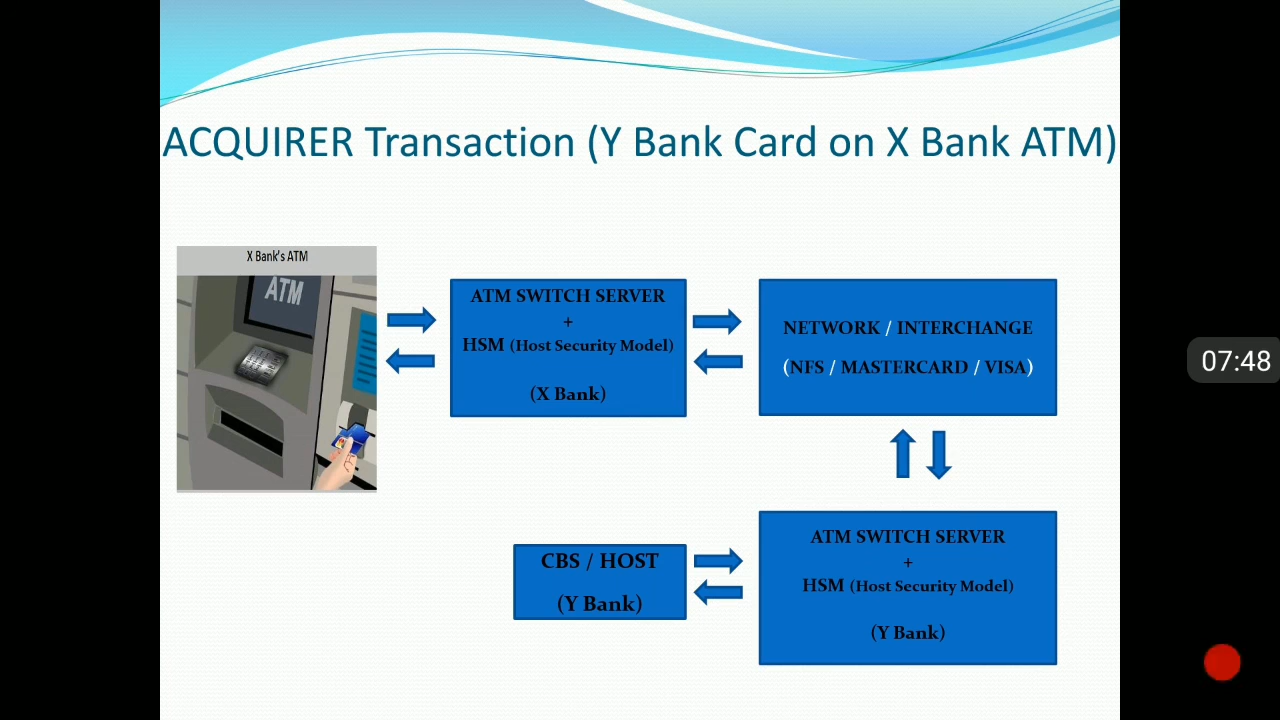 ACQUIRER Transaction (Y Bank Card on X Bank ATM)
X Bank's ATM
ATM
ATM SWITCH SERVER
+
HSM (Host Security Model)
(X Bank)
NETWORK / INTERCHANGE
(NFS / MASTERCARD / VISA)
07:48
CBS / HOST
(Y Bank)
ATM SWITCH SERVER
+
HSM (Host Security Model)
(Y Bank)